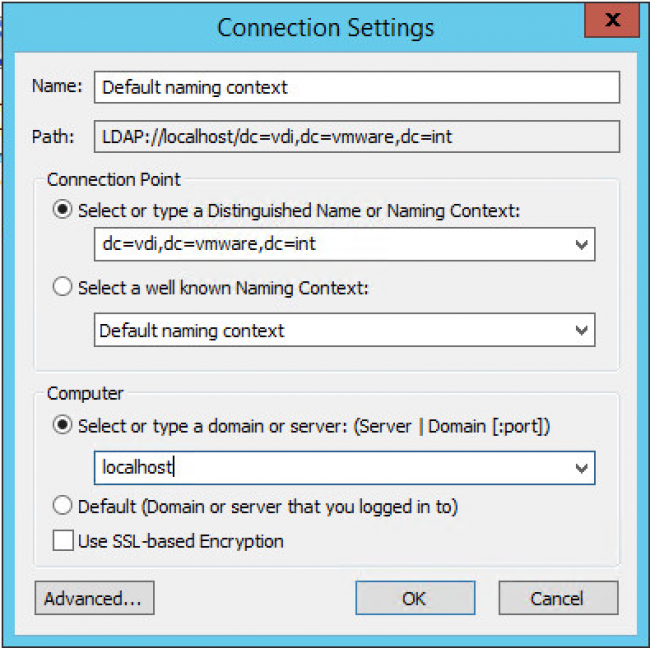 Connection Settings
x
Name:
Default naming context
Path:
LDAP://localhost/dc=vdi,dc=vmware,dc=int
Connection Point
Select or type a Distinguished Name or Naming Context:
dc=vdi,dc=vmware,dc=int
Select a well known Naming Context:
Default naming context
Computer
Select or type a domain or server: (Server | Domain [:port])
localhost
Default (Domain or server that you logged in to)
Use SSL-based Encryption
Advanced...
OK
Cancel